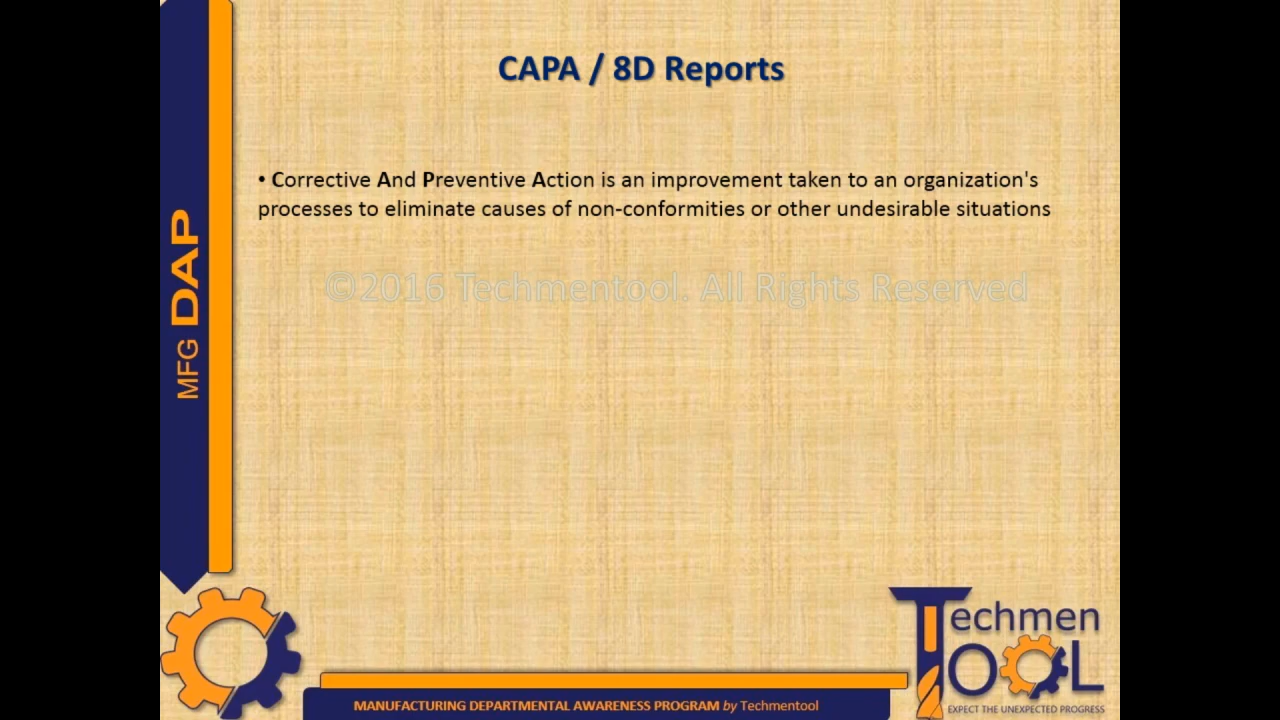 CAPA / 8D Reports
• Corrective And Preventive Action is an improvement taken to an organization's
processes to eliminate causes of non-conformities or other undesirable situations
©2016 Techmentool. All Rights Reserved
MFG DAP
MANUFACTURING DEPARTMENTAL AWARENESS PROGRAM by Techmentool
Techmen
TOOL
EXPECT THE UNEXPECTED PROGRESS